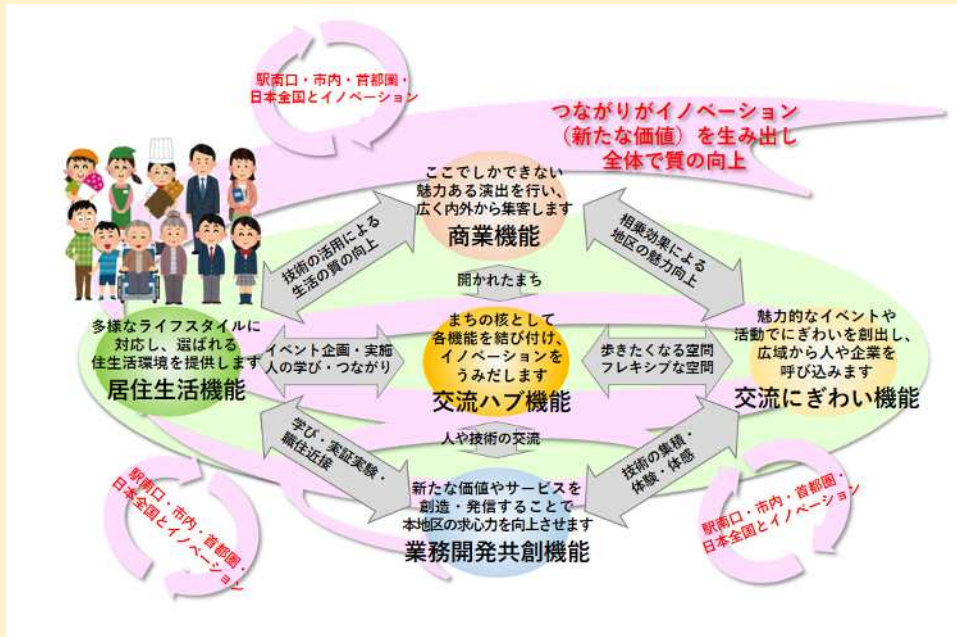 駅南口・市内・首都圏・
日本全国とイノベーション
つながりがイノベーション
（新たな価値）を生み出し
全体で質の向上
ここでしかできない
魅力ある演出を行い、
広く内外から集客します
商業機能
技術の活用による
生活の質の向上
相乗効果による
地区の魅力向上
開かれたまち
多様なライフスタイルに
対応し、選ばれる
住生活環境を提供します
居住生活機能
イベント企画・実施
人の学び・つながり
まちの核として
各機能を結び付け、
イノベーションを
うみだします
交流ハブ機能
歩きたくなる空間
フレキシブな空間
魅力的なイベントや
活動でにぎわいを創出し、
広域から人や企業を
呼び込みます
交流にぎわい機能
学び・実証実験・
職住近接
人や技術の交流
技術の集積・
体験・体感
新たな価値やサービスを
創造・発信することで
本地区の求心力を向上させます
業務開発共創機能
駅南口・市内・首都圏・
日本全国とイノベーション
駅南口・市内・首都圏・
日本全国とイノベーション